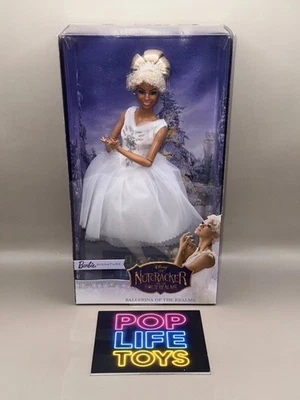 Barbie
Disney
THE
NUTCRACKER
AND THE
FOUR REALMS
BALLERINA OF THE REALMS
POP
LIFE
TOYS